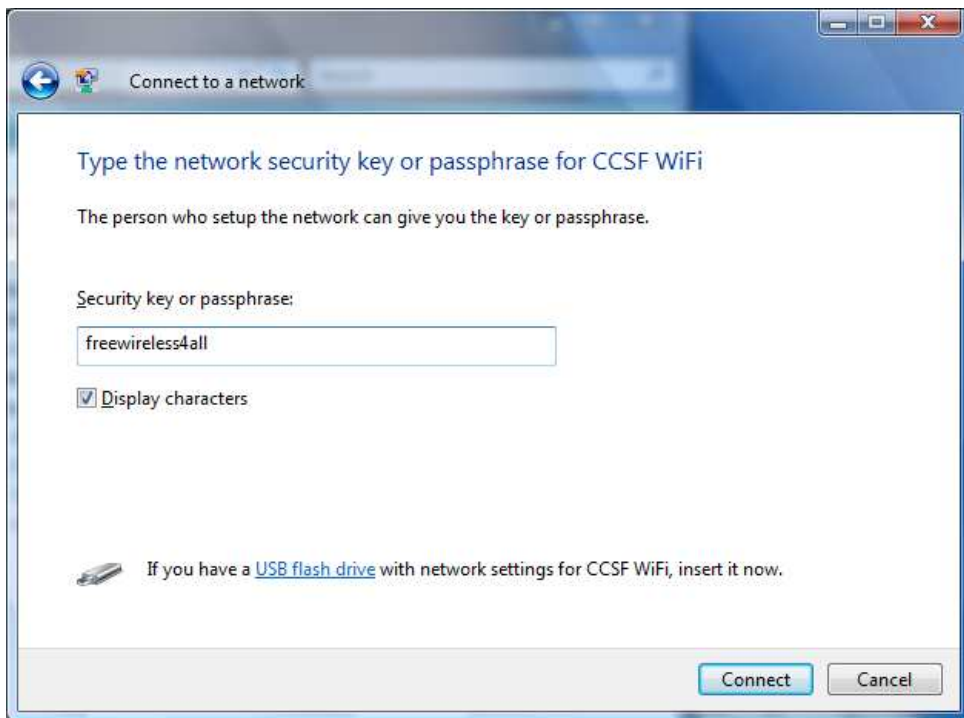 Connect to a network
Type the network security key or passphrase for CCSF WiFi
The person who setup the network can give you the key or passphrase.
Security key or passphrase:
freewireless4all
Display characters
If you have a USB flash drive with network settings for CCSF WiFi, insert it now.
Connect Cancel